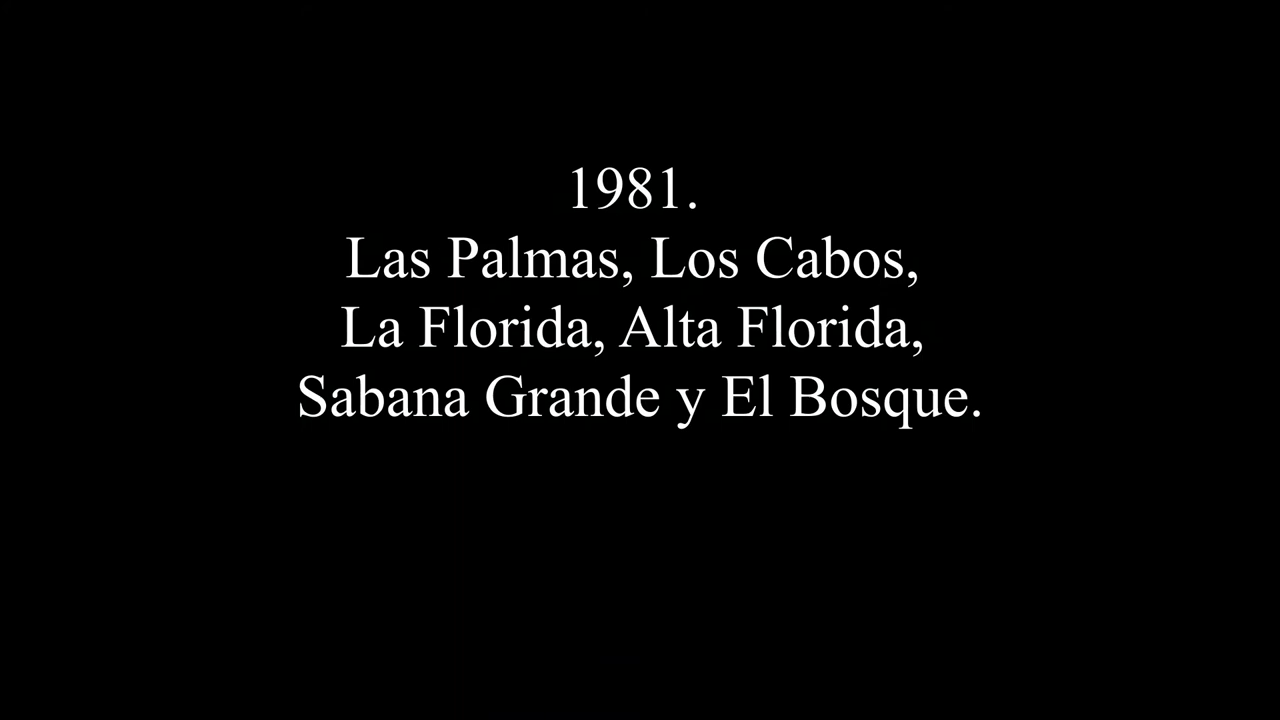 1981.
Las Palmas, Los Cabos,
La Florida, Alta Florida,
Sabana Grande y El Bosque.